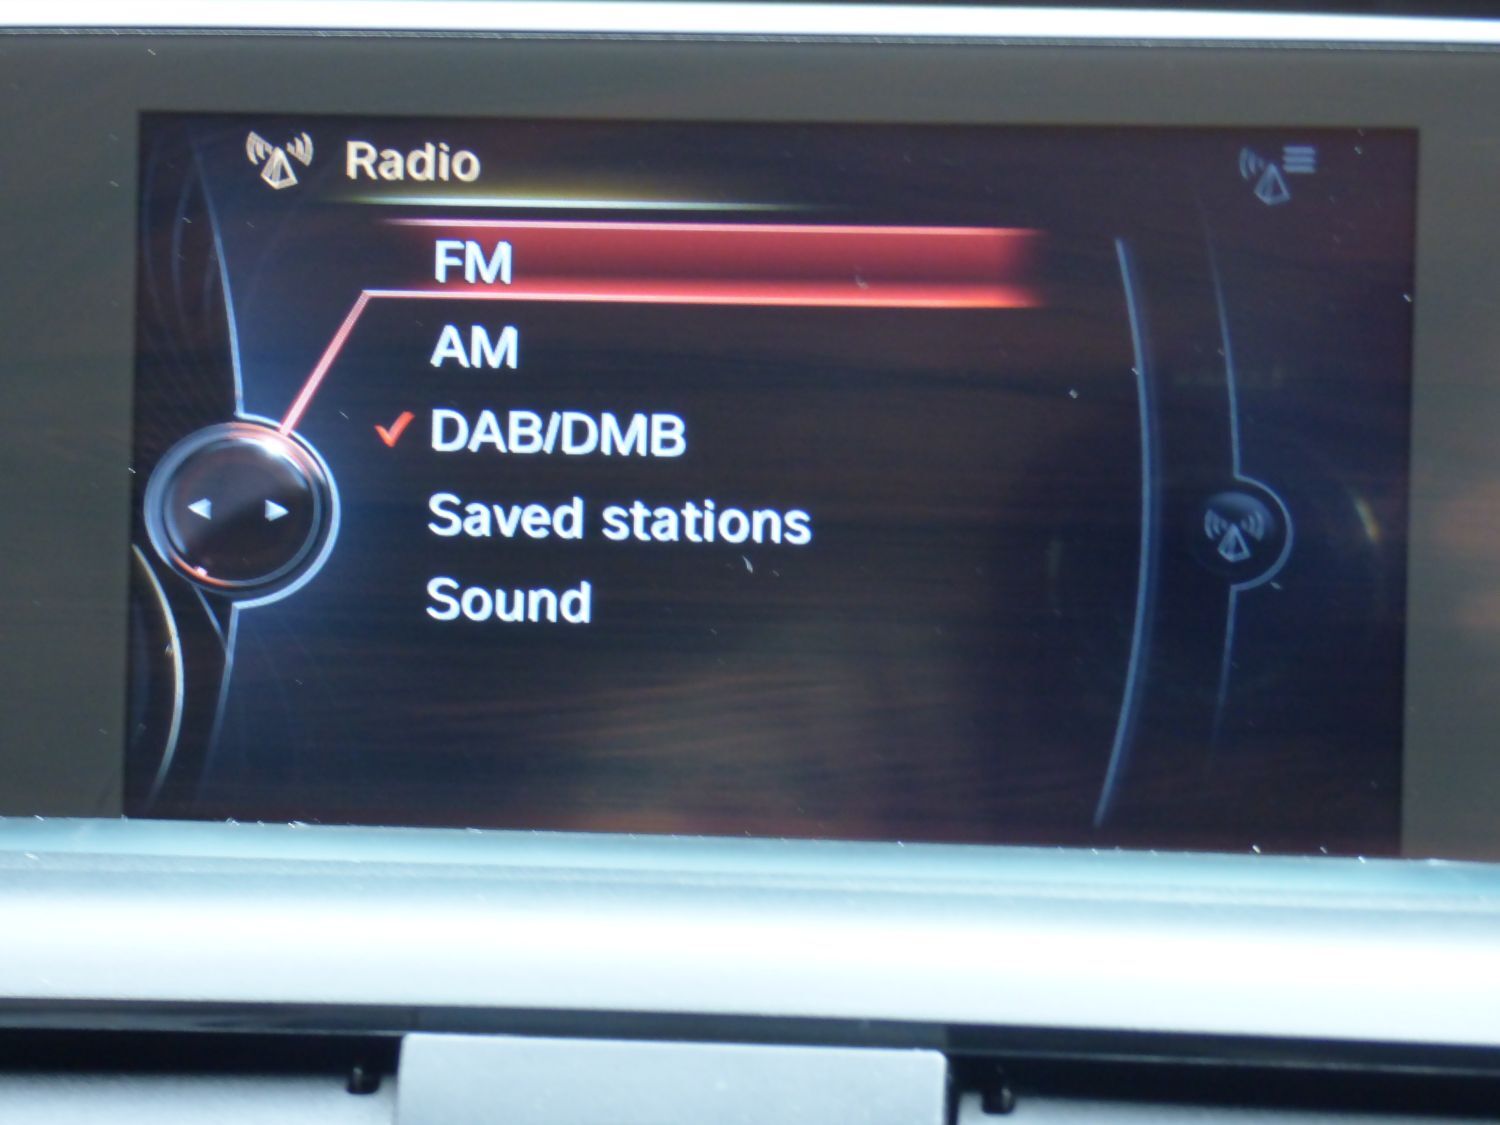 Radio
FM
AM
DAB/DMB
Saved stations
Sound